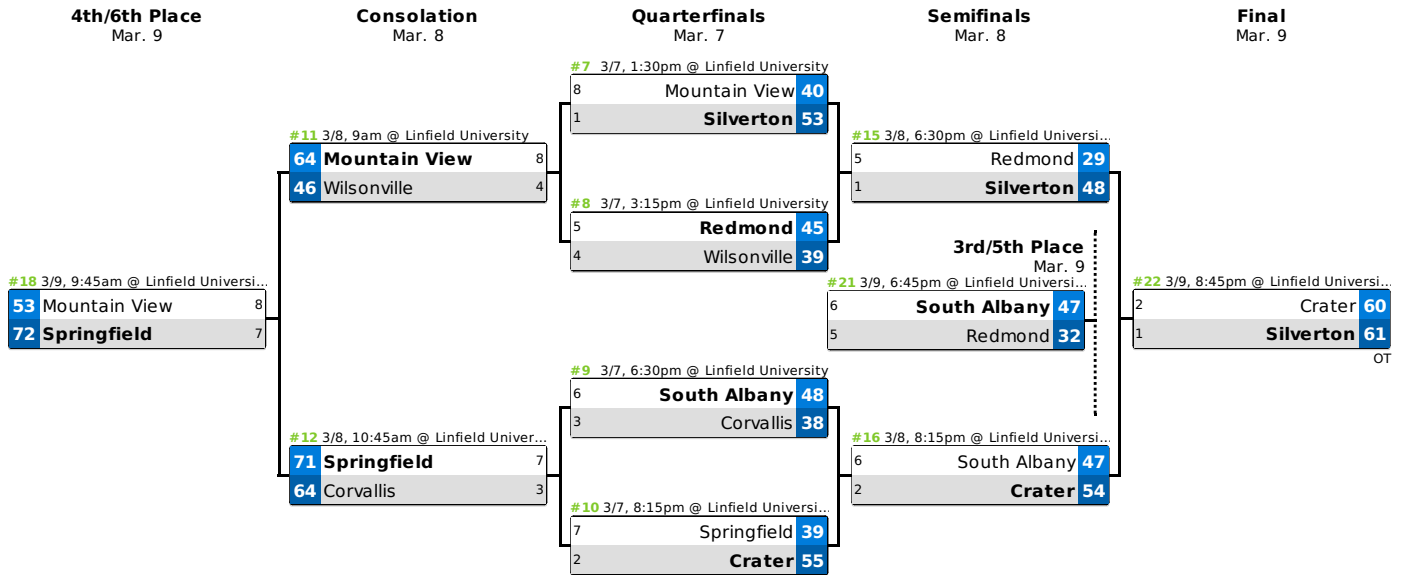 4th/6th Place
Mar. 9
Consolation
Mar. 8
Quarterfinals
Mar. 7
Semifinals
Mar. 8
Final
Mar. 9
#18 3/9, 9:45am @ Linfield Universi...
53 Mountain View 8
72 Springfield 7
#11 3/8, 9am @ Linfield University
64 Mountain View 8
46 Wilsonville 4
#12 3/8, 10:45am @ Linfield Univer...
71 Springfield 7
64 Corvallis 3
#7 3/7, 1:30pm @ Linfield University
8 Mountain View 40
1 Silverton 53
#8 3/7, 3:15pm @ Linfield University
5 Redmond 45
4 Wilsonville 39
#9 3/7, 6:30pm @ Linfield University
6 South Albany 48
3 Corvallis 38
#10 3/7, 8:15pm @ Linfield Universi...
7 Springfield 39
2 Crater 55
#15 3/8, 6:30pm @ Linfield Universi...
5 Redmond 29
1 Silverton 48
3rd/5th Place
Mar. 9
#21 3/9, 6:45pm @ Linfield Universi...
6 South Albany 47
5 Redmond 32
#16 3/8, 8:15pm @ Linfield Universi...
6 South Albany 47
2 Crater 54
#22 3/9, 8:45pm @ Linfield Universi...
2 Crater 60
1 Silverton 61
OT